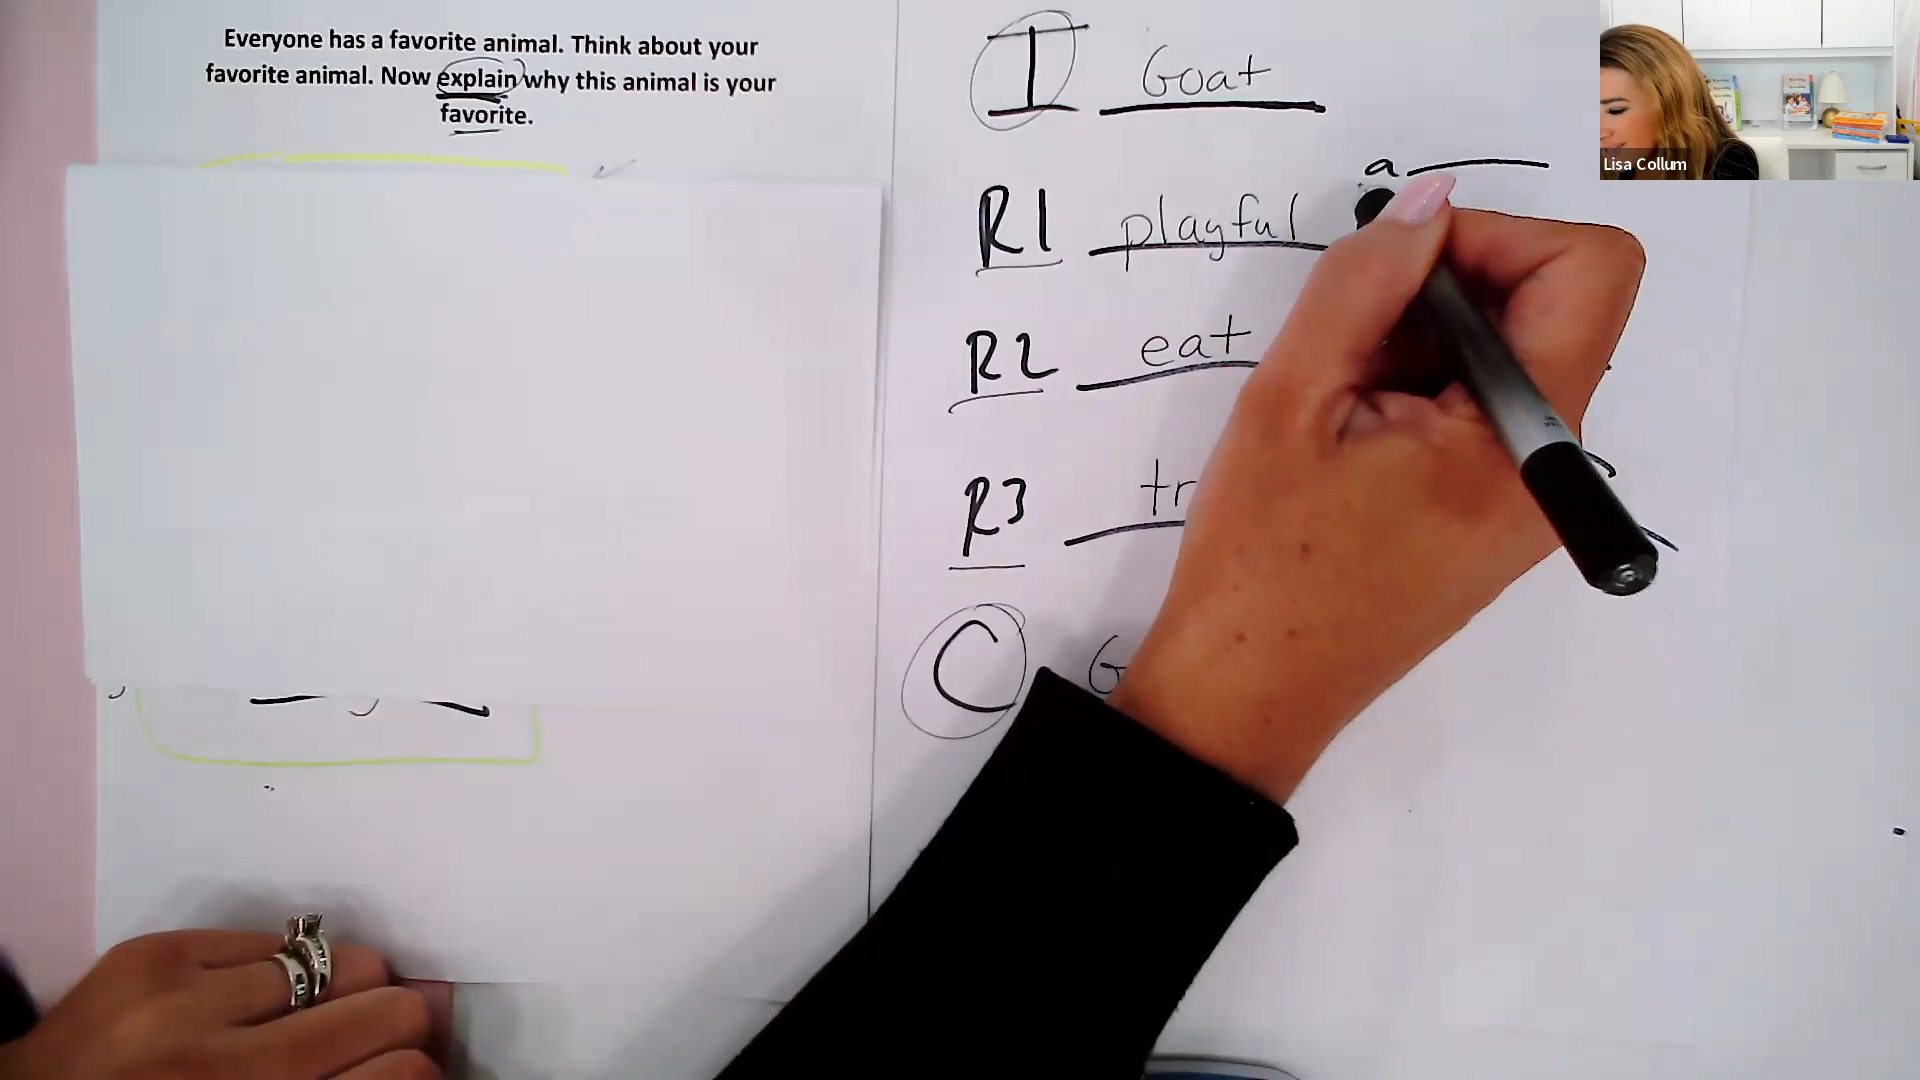 Everyone has a favorite animal. Think about your
favorite animal. Now explain why this animal is your
favorite.
I Goat
a
R1 playful
R2 eat
R3 tr
C G
Lisa Collum